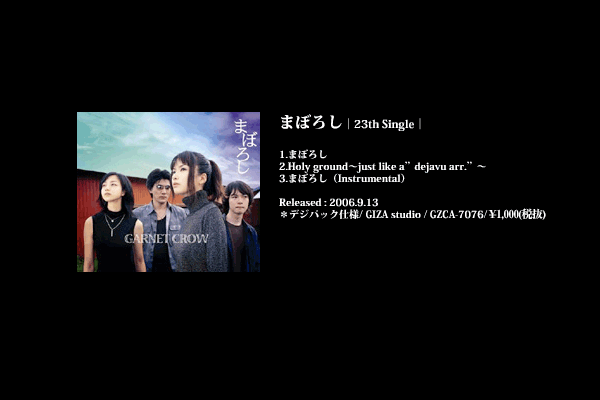 まぼろし
GARNET CROW
まぼろし | 23th Single |
1.まぼろし
2.Holy ground～just like a” dejavu arr.” ～
3.まぼろし（Instrumental）
Released : 2006.9.13
＊デジパック仕様/ GIZA studio / GZCA-7076/ ¥1,000(税抜)